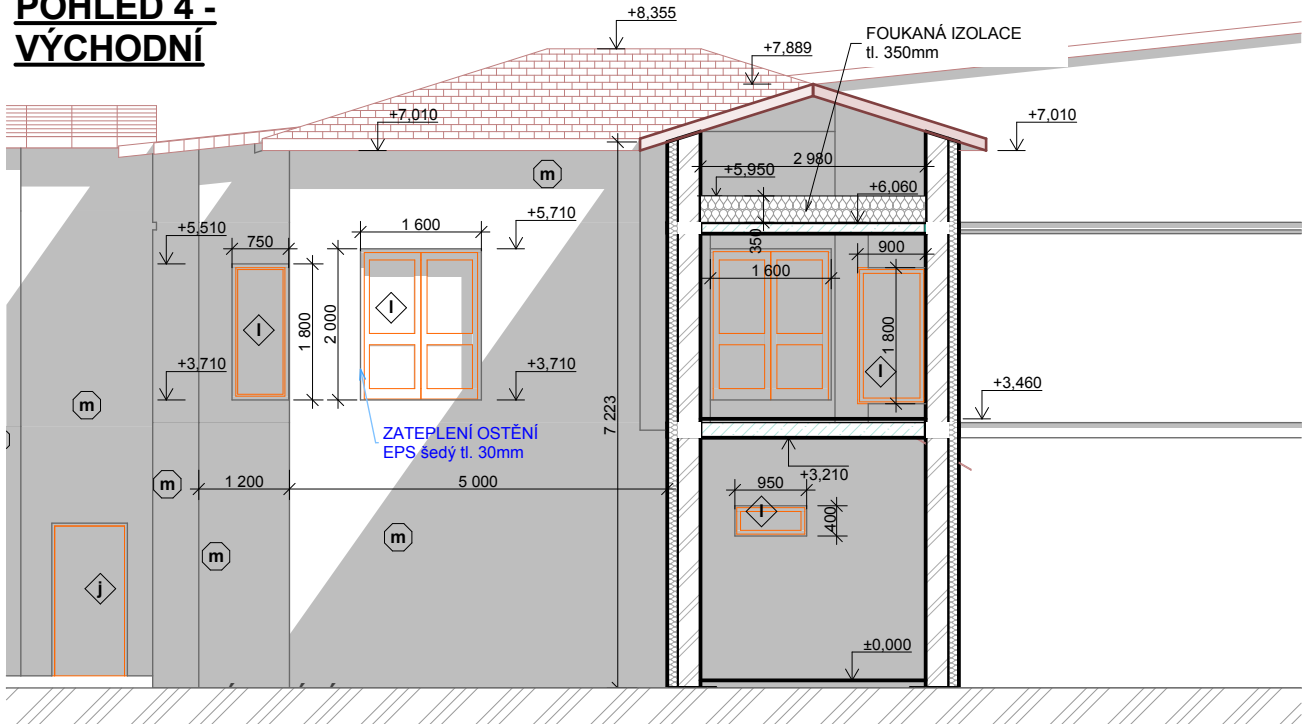 POHLED 4 -
VÝCHODNÍ
+8,355
FOUKANÁ IZOLACE
tl. 350mm
+7,889
+7,010
+7,010
2 980
m
+5,950
+6,060
+5,510
1 600
+5,710
750
350
900
1 600
I
I
1 800
2 000
1 800
I
+3,710
+3,710
+3,460
m
7 223
ZATEPLENÍ OSTĚNÍ
EPS šedý tl. 30mm
m
1 200
5 000
+3,210
950
I
400
m
m
j
±0,000